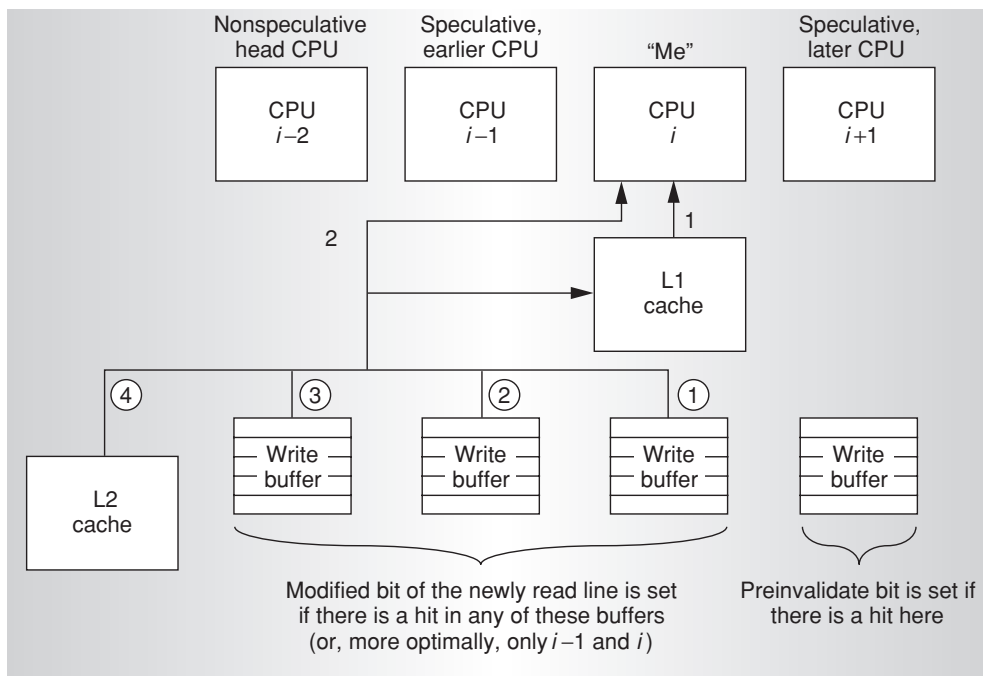 Nonspeculative
head CPU
Speculative,
earlier CPU
“Me”
Speculative,
later CPU
CPU
i–2
CPU
i–1
CPU
i
CPU
i+1
2
1
L1
cache
4
3
2
1
L2
cache
Write
buffer
Write
buffer
Write
buffer
Write
buffer
Modified bit of the newly read line is set
if there is a hit in any of these buffers
(or, more optimally, only i–1 and i)
Preinvalidate bit is set if
there is a hit here